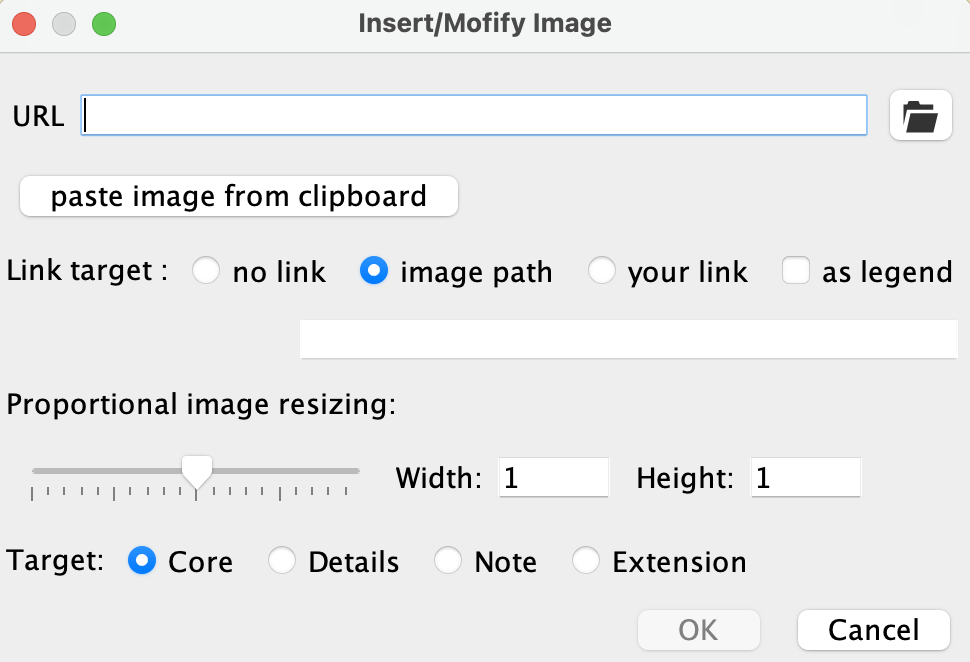 Insert/Mofify Image
URL
paste image from clipboard
Link target : no link image path your link as legend
Proportional image resizing:
Width: 1 Height: 1
Target: Core Details Note Extension
OK Cancel